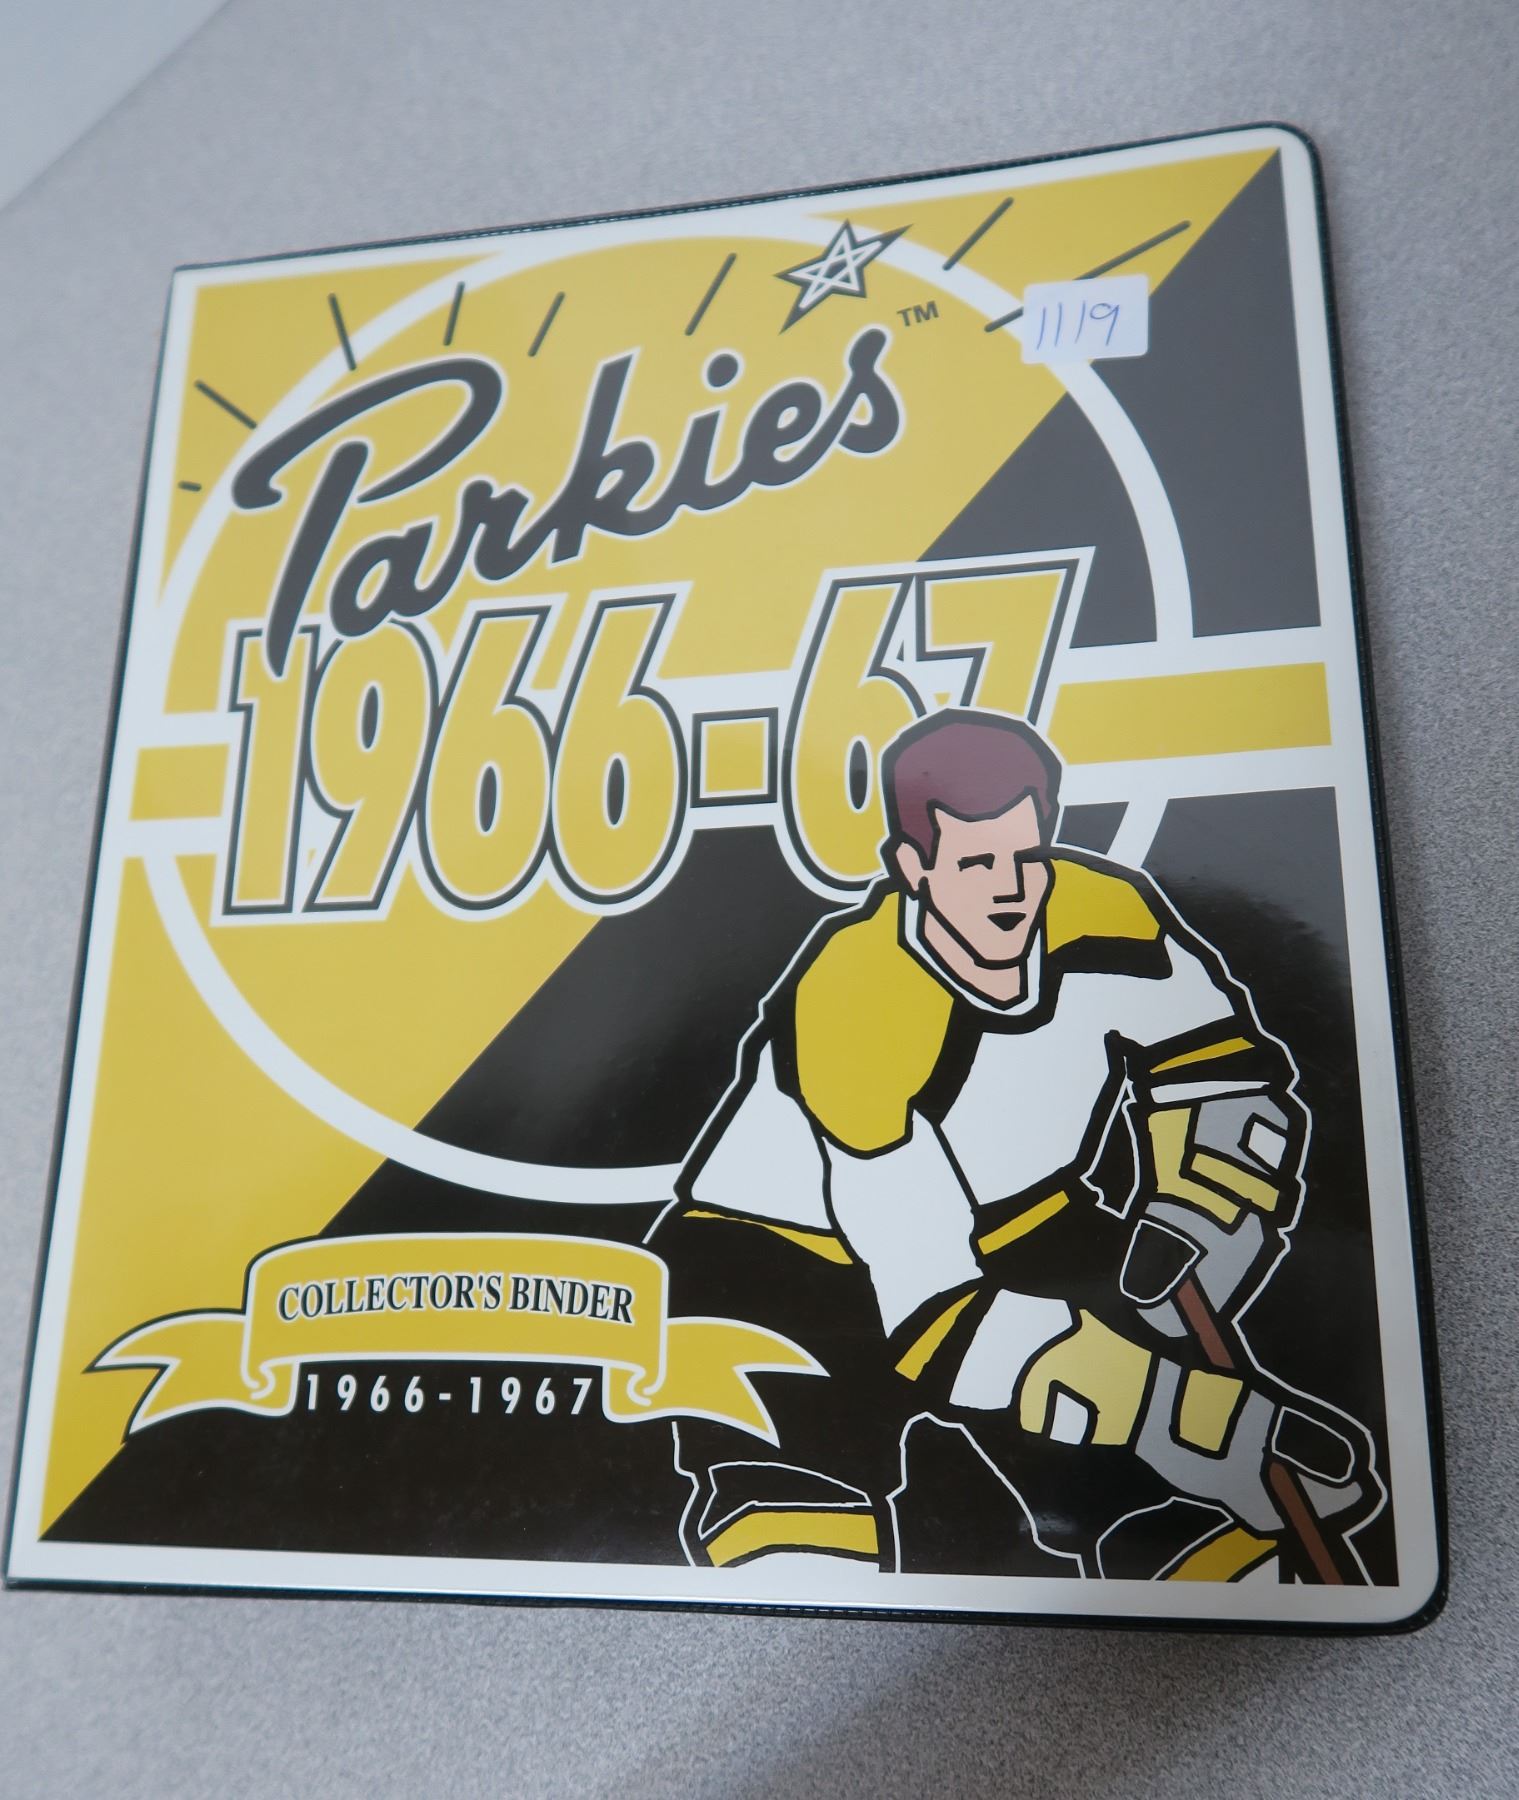 1119
Parkies™
1966-67
COLLECTOR'S BINDER
1966-1967